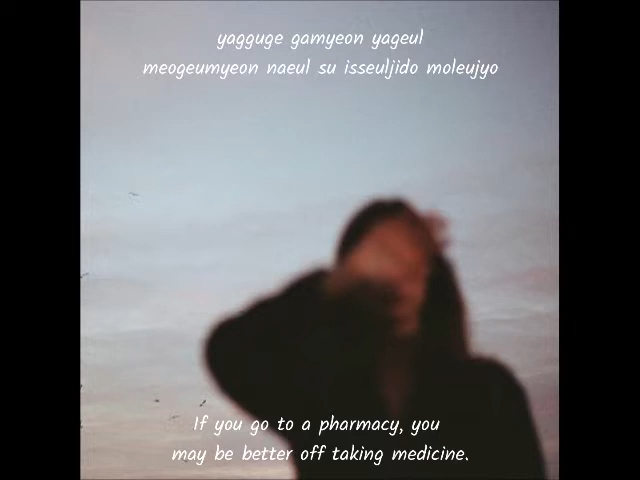 yagguge gamyeon yageul
meogeumyeon naeul su isseuljido moleujyo
If you go to a pharmacy, you
may be better off taking medicine.